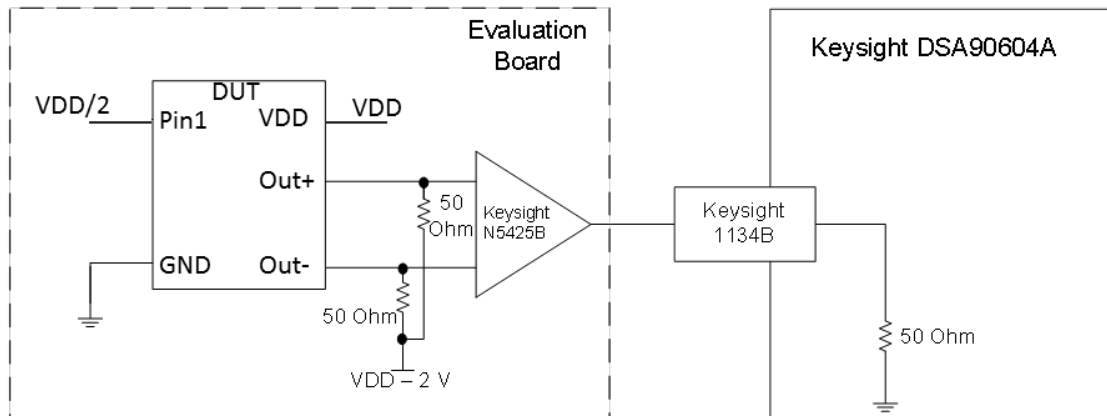 Evaluation
Board
Keysight DSA90604A
DUT
VDD/2
Pin1
VDD
VDD
Out+
50
Ohm
Keysight
N5425B
Keysight
1134B
GND
Out-
50 Ohm
50 Ohm
VDD – 2 V